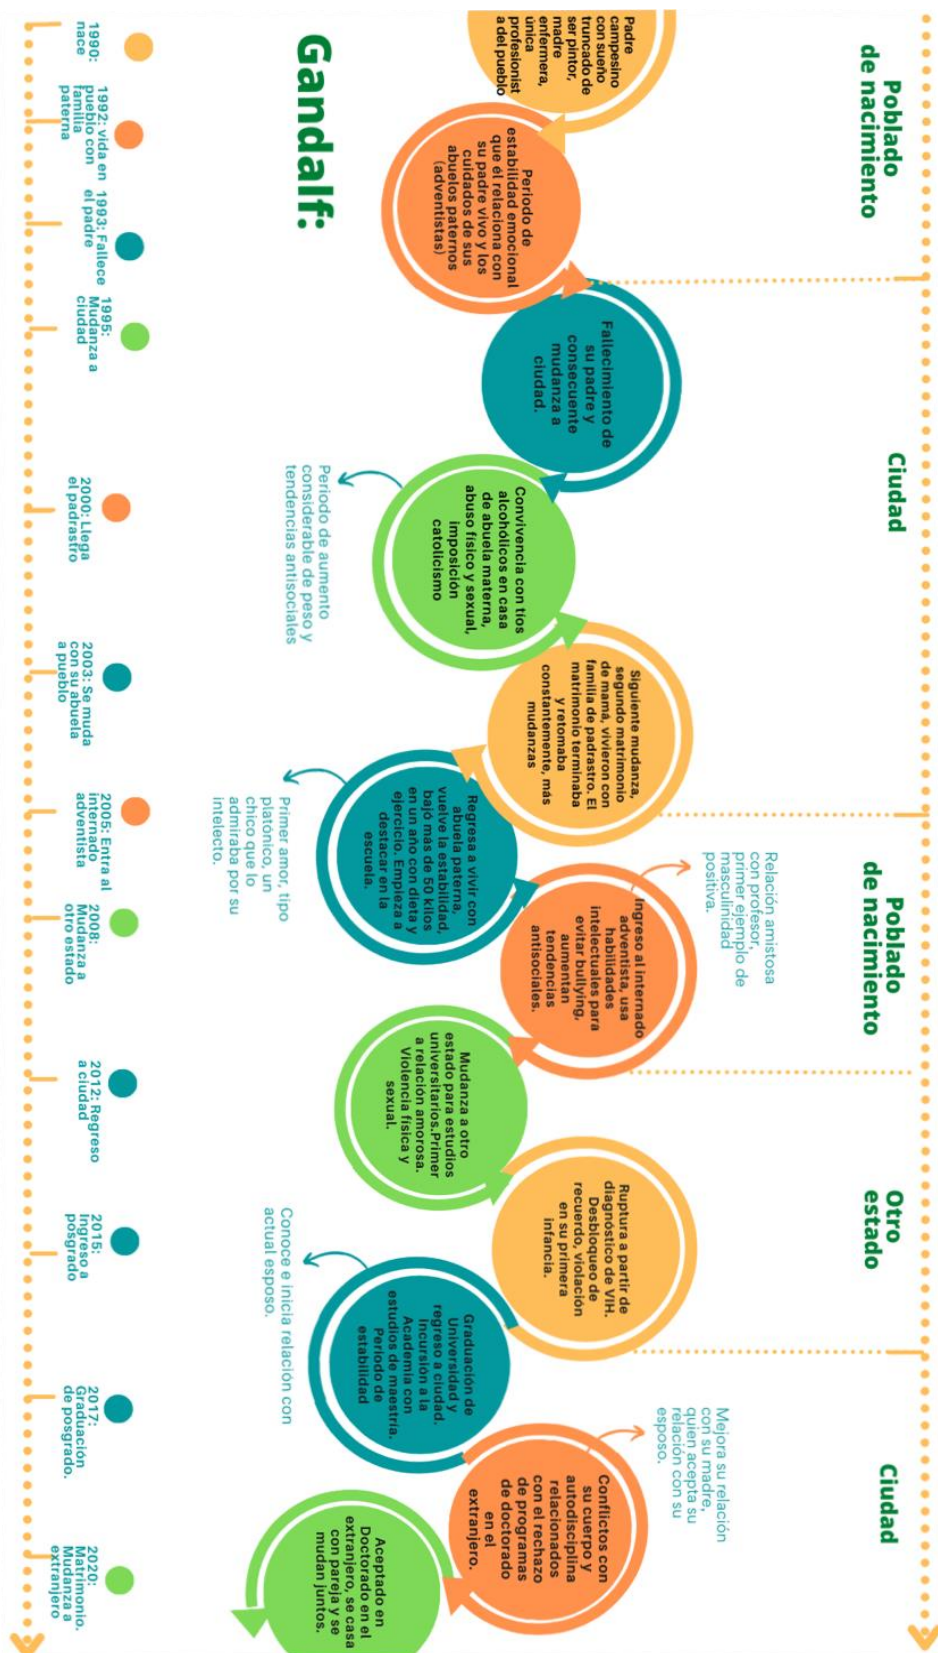 Poblado
de nacimiento
Ciudad
Poblado
de nacimiento
Otro
estado
Ciudad
Padre
campesino
con sueño
truncado de
ser pintor,
madre
enfermera,
única
profesionist
a del pueblo
Periodo de
estabilidad emocional
que él relaciona con
su padre vivo y los
cuidados de sus
abuelos paternos
(adventistas)
Fallecimiento de
su padre y
consecuente
mudanza a
ciudad.
Convivencia con tíos
alcohólicos en casa
de abuela materna,
abuso físico y sexual,
imposición
catolicismo
Periodo de aumento
considerable de peso y
tendencias antisociales
Siguiente mudanza,
segundo matrimonio
de mamá, vivieron con
familia de padrastro. El
matrimonio terminaba
y retomaba
constantemente, más
mudanzas
Regresa a vivir con
abuela paterna,
vuelve la estabilidad,
bajó más de 50 kilos
en un año con dieta y
ejercicio. Empieza a
destacar en la
escuela.
Primer amor, tipo
platónico, un
chico que lo
admiraba por su
intelecto.
Relación amistosa
con profesor,
primer ejemplo de
masculinidad
positiva.
Ingreso al internado
adventista, usa
habilidades
intelectuales para
evitar bullying,
aumentan
tendencias
antisociales.
Mudanza a otro
estado para estudios
universitarios.Primer
a relación amorosa.
Violencia física y
sexual.
Ruptura a partir de
diagnóstico de VIH.
Desbloqueo de
recuerdo, violación
en su primera
infancia.
Graduación de
Universidad y
regreso a ciudad.
Incursión a la
Academia con
estudios de maestría.
Periodo de
estabilidad
Conoce e inicia relación con
actual esposo.
Mejora su relación
con su madre,
quien acepta su
relación con su
esposo.
Conflictos con
su cuerpo y
autodisciplina
relacionados
con el rechazo
de programas
de doctorado
en el
extranjero.
Aceptado en
Doctorado en el
extranjero, se casa
con pareja y se
mudan juntos.
Gandalf:
1990:
nace
1992: vida en
pueblo con
familia
paterna
1993: Fallece
el padre
1995:
Mudanza a
ciudad
2000: Llega
el padrastro
2003: Se muda
con su abuela
a pueblo
2005: Entra al
internado
adventista
2008:
Mudanza a
otro estado
2012: Regreso
a ciudad
2015:
Ingreso a
posgrado
2017:
Graduación
de posgrado.
2020:
Matrimonio.
Mudanza a
extranjero